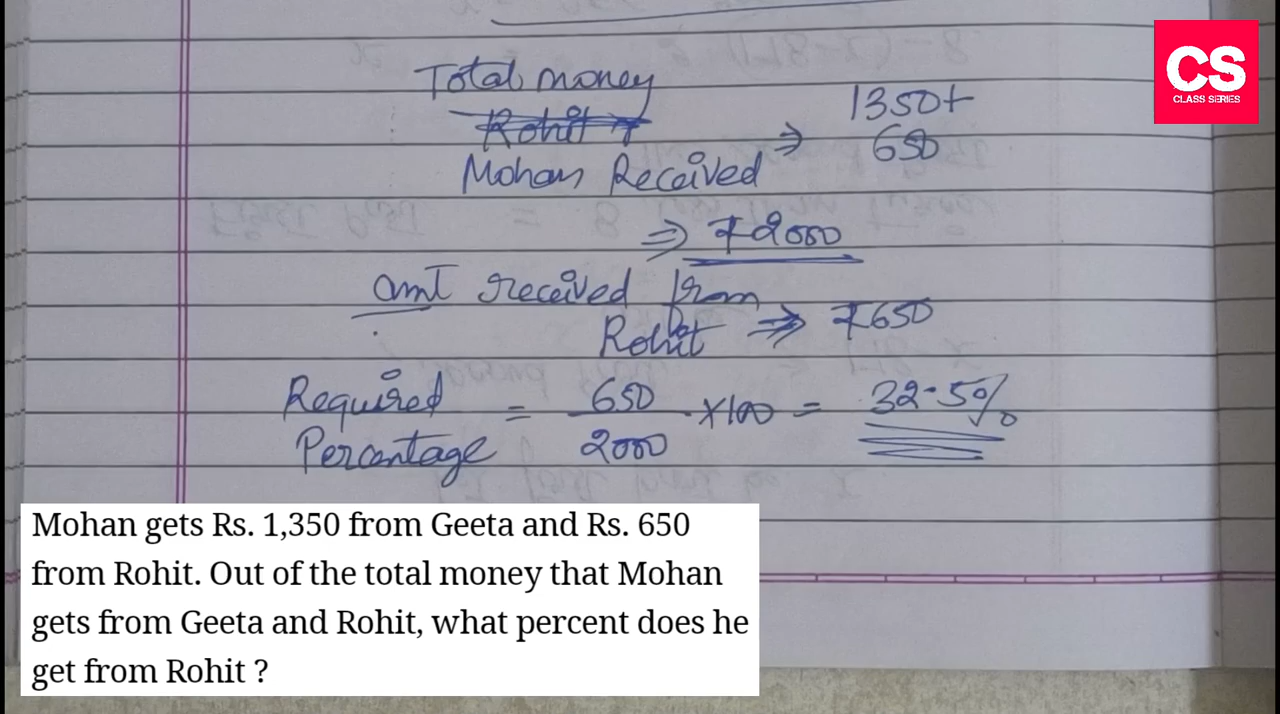 CS
CLASS SERIES
Total money
Mohan Received ⇒ 1350+
650
⇒ ₹2000
amt received from
Rohit ⇒ ₹650
Required
Percentage = 650/2000 ×100 = 32.5%
Mohan gets Rs. 1,350 from Geeta and Rs. 650
from Rohit. Out of the total money that Mohan
gets from Geeta and Rohit, what percent does he
get from Rohit ?